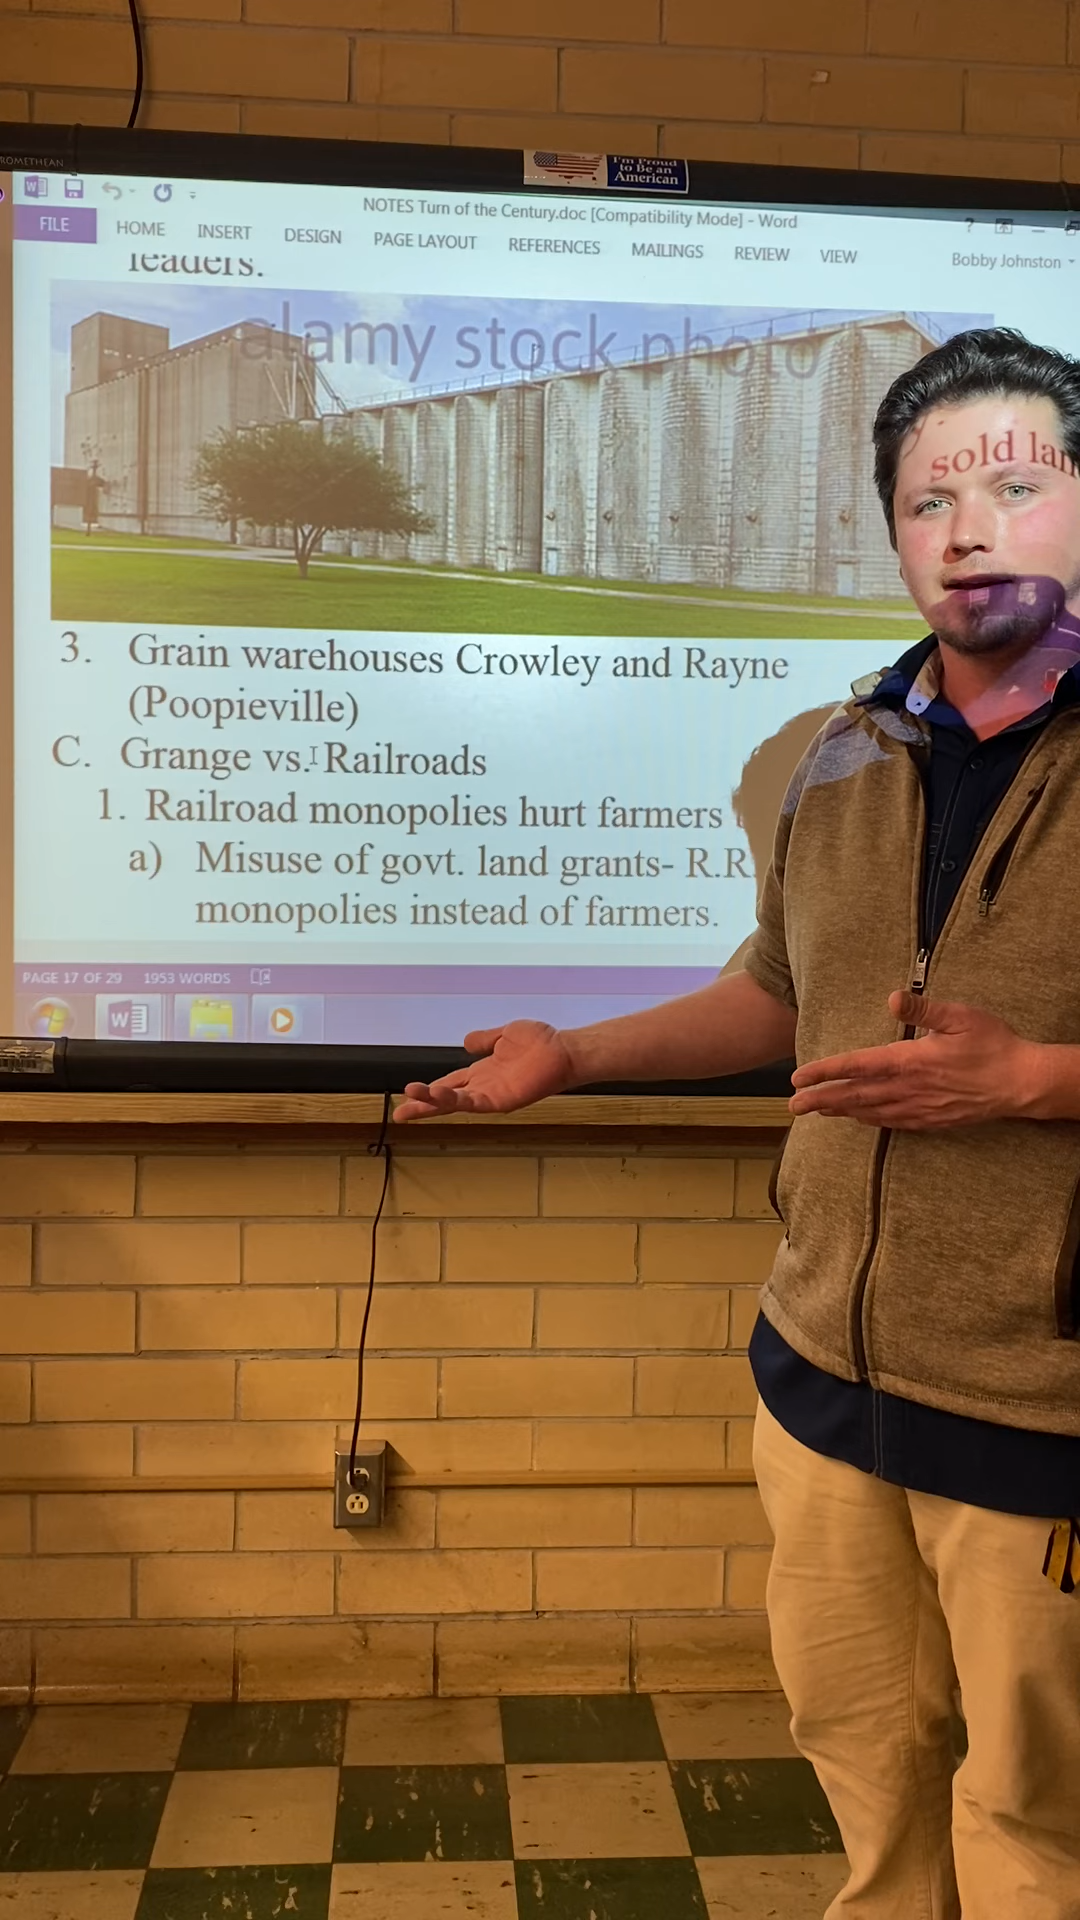 PROMETHEAN
I'm Proud
to Be an
American
NOTES Turn of the Century.doc [Compatibility Mode] - Word
FILE HOME INSERT DESIGN PAGE LAYOUT REFERENCES MAILINGS REVIEW VIEW Bobby Johnston
leaders.
alamy stock photo
3. Grain warehouses Crowley and Rayne
(Poopieville)
C. Grange vs. Railroads
1. Railroad monopolies hurt farmers
a) Misuse of govt. land grants- R.R. sold lan
monopolies instead of farmers.
PAGE 17 OF 29 1953 WORDS